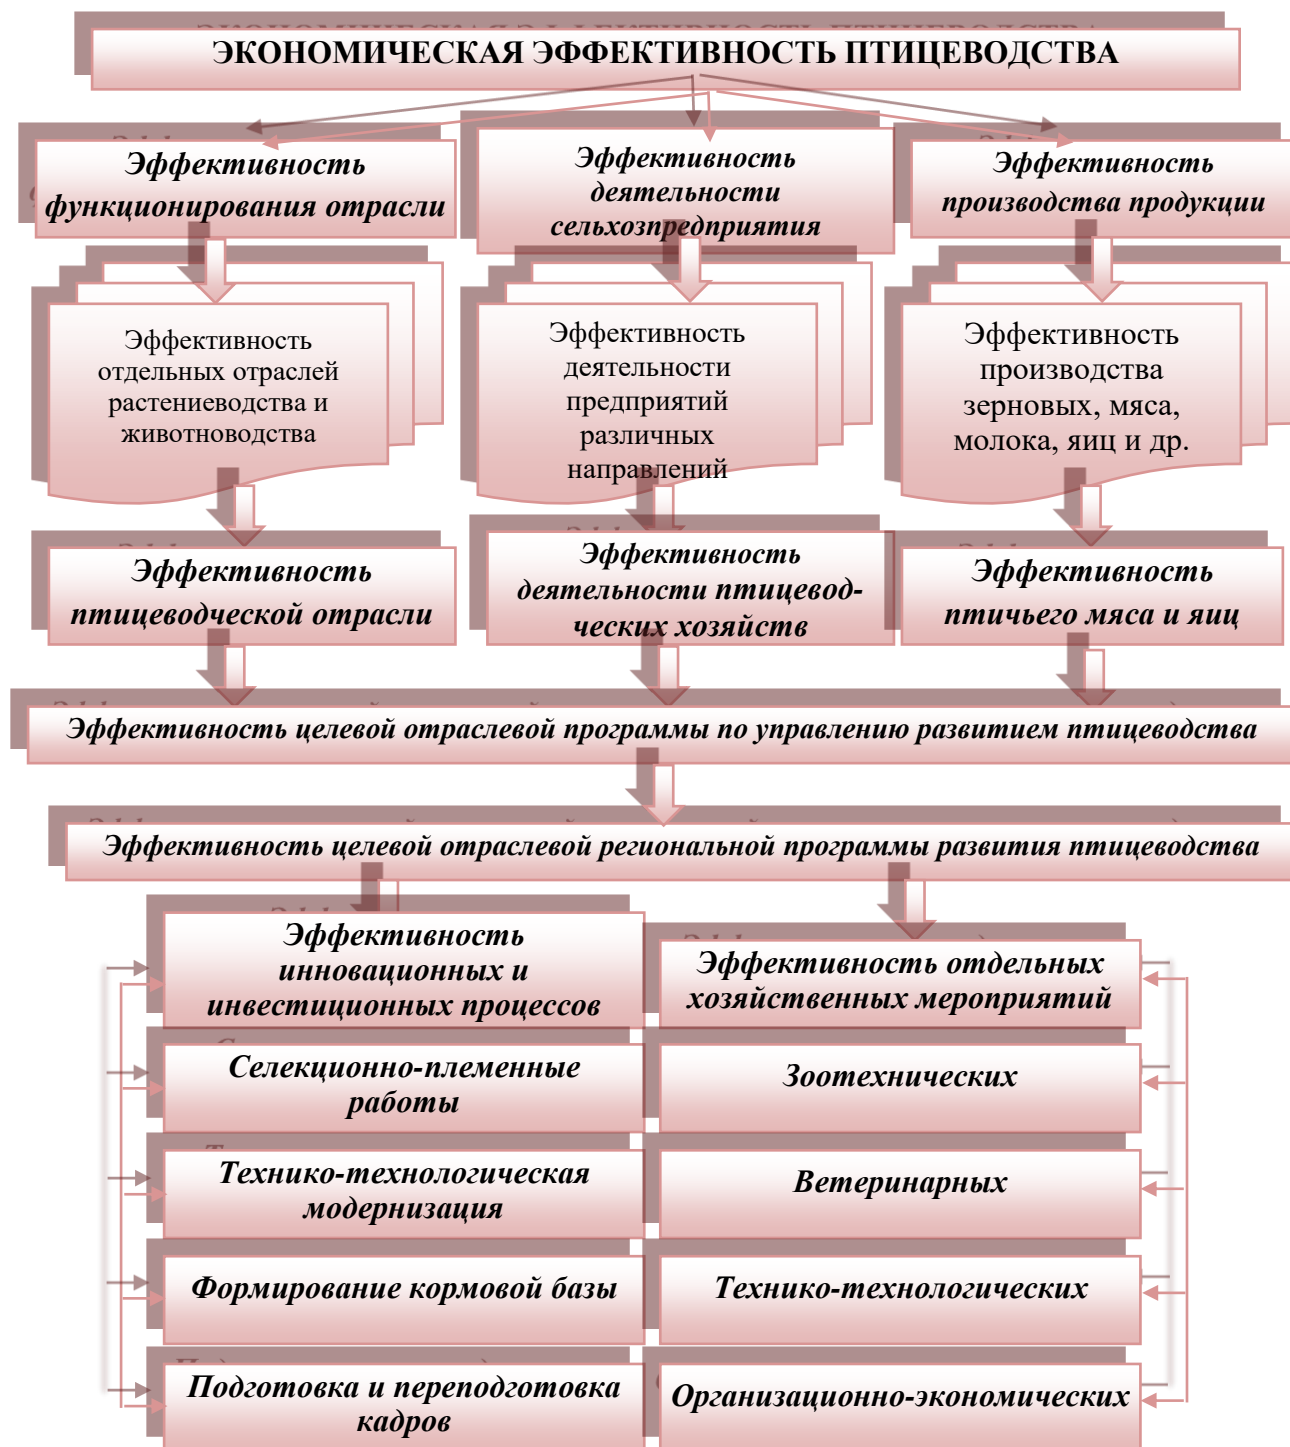 ЭКОНОМИЧЕСКАЯ ЭФФЕКТИВНОСТЬ ПТИЦЕВОДСТВА
Эффективность
функционирования отрасли
Эффективность
деятельности
сельхозпредприятия
Эффективность
производства продукции
Эффективность
отдельных отраслей
растениеводства и
животноводства
Эффективность
деятельности
предприятий
различных
направлений
Эффективность
производства
зерновых, мяса,
молока, яиц и др.
Эффективность
птицеводческой отрасли
Эффективность
деятельности птицевод-
ческих хозяйств
Эффективность
птичьего мяса и яиц
Эффективность целевой отраслевой программы по управлению развитием птицеводства
Эффективность целевой отраслевой региональной программы развития птицеводства
Эффективность
инновационных и
инвестиционных процессов
Селекционно-племенные
работы
Технико-технологическая
модернизация
Формирование кормовой базы
Подготовка и переподготовка
кадров
Эффективность отдельных
хозяйственных мероприятий
Зоотехнических
Ветеринарных
Технико-технологических
Организационно-экономических